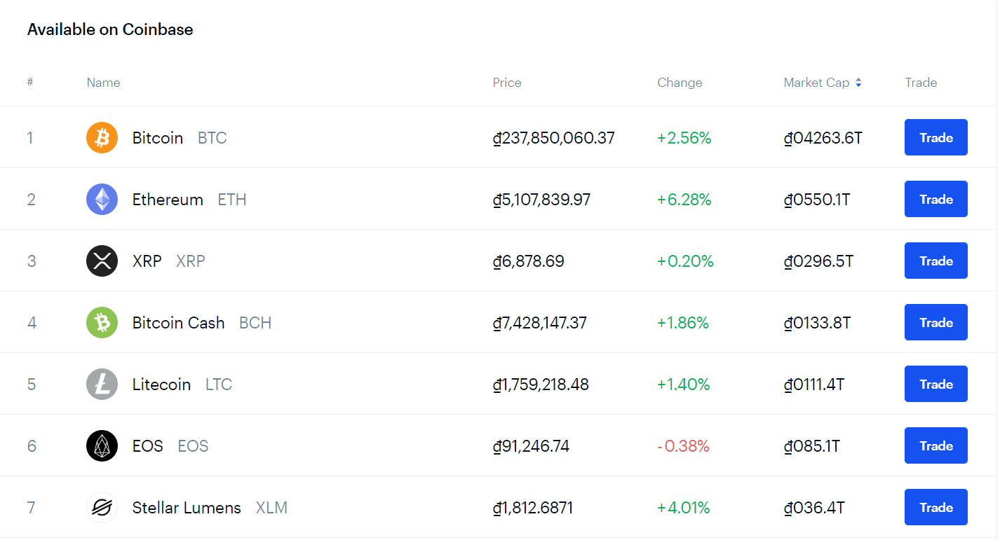 Available on Coinbase
# Name Price Change Market Cap Trade
1 Bitcoin BTC ₫237,850,060.37 +2.56% ₫04263.6T Trade
2 Ethereum ETH ₫5,107,839.97 +6.28% ₫0550.1T Trade
3 XRP XRP ₫6,878.69 +0.20% ₫0296.5T Trade
4 Bitcoin Cash BCH ₫7,428,147.37 +1.86% ₫0133.8T Trade
5 Litecoin LTC ₫1,759,218.48 +1.40% ₫0111.4T Trade
6 EOS EOS ₫91,246.74 -0.38% ₫085.1T Trade
7 Stellar Lumens XLM ₫1,812.6871 +4.01% ₫036.4T Trade